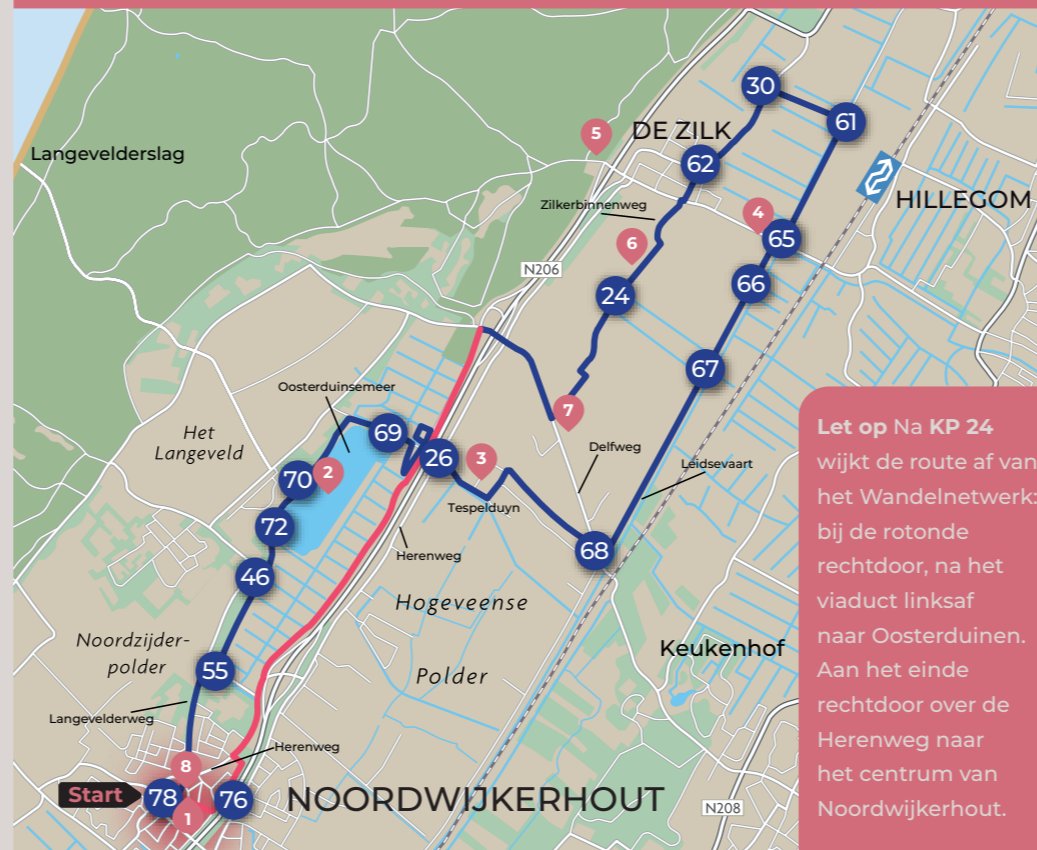 30
61
5
DE ZILK
Langevelderslag
62
HILLEGOM
Zilkerbinnenweg
4
65
6
N206
66
24
67
Oosterduinsemeer
7
Het
Langeveld
69
26
3
Delfweg
Leidsevaart
70
2
Tespelduyn
72
68
Herenweg
46
Hogeveense
Polder
Noordzijder-
polder
55
Keukenhof
Langevelderweg
Herenweg
8
Start
78
1
76
NOORDWIJKERHOUT
N208
Let op Na KP 24
wijkt de route af van
het Wandelnetwerk:
bij de rotonde
rechtdoor, na het
viaduct linksaf
naar Oosterduinen.
Aan het einde
rechtdoor over de
Herenweg naar
het centrum van
Noordwijkerhout.